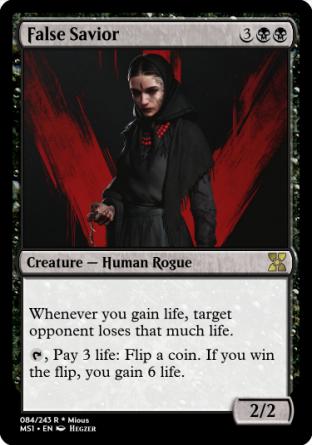 False Savior 3
Creature — Human Rogue
Whenever you gain life, target
opponent loses that much life.
, Pay 3 life: Flip a coin. If you win
the flip, you gain 6 life.
084/243 R * Mious
MS1 • EN Hegzer
2/2